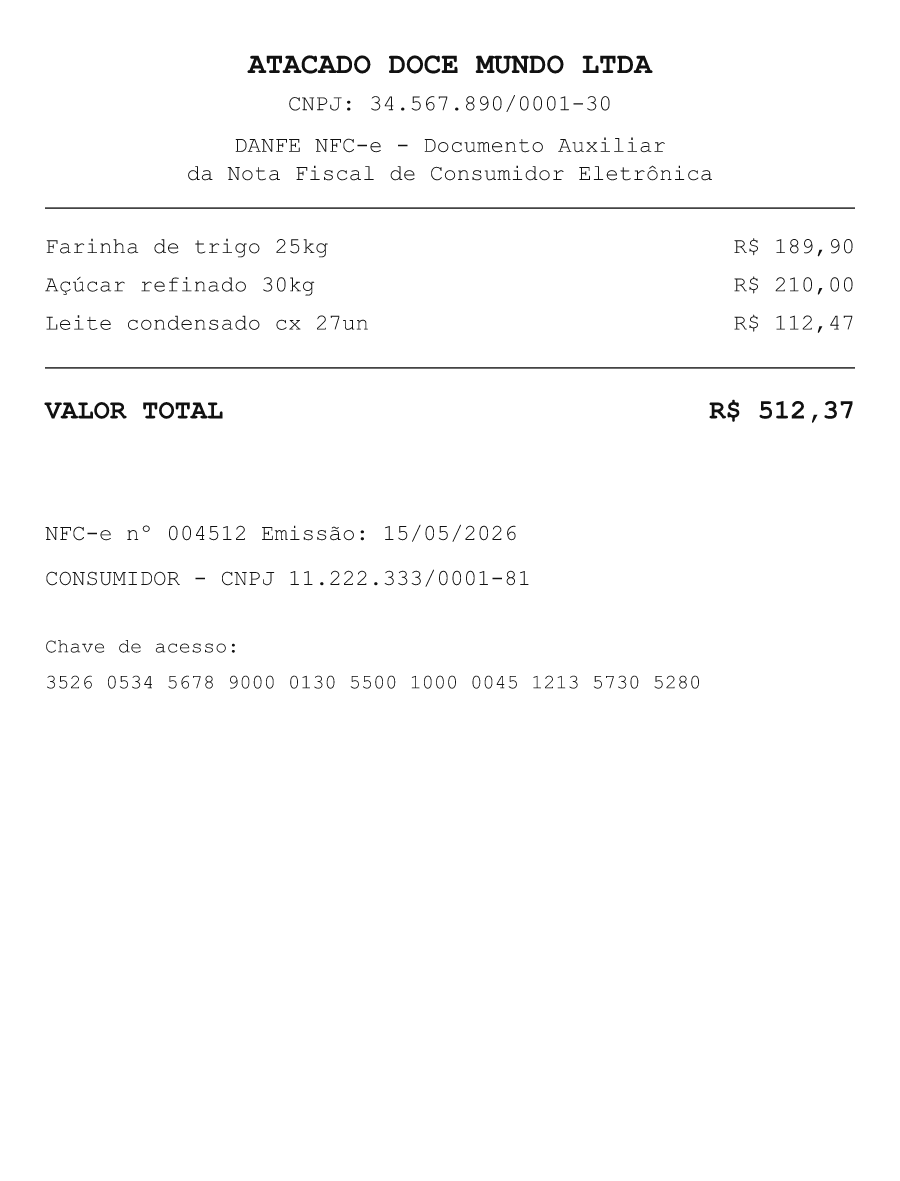 ATACADO DOCE MUNDO LTDA
CNPJ: 34.567.890/0001-30
DANFE NFC-e - Documento Auxiliar
da Nota Fiscal de Consumidor Eletrônica
Farinha de trigo 25kg R$ 189,90
Açúcar refinado 30kg R$ 210,00
Leite condensado cx 27un R$ 112,47
VALOR TOTAL R$ 512,37
NFC-e nº 004512 Emissão: 15/05/2026
CONSUMIDOR - CNPJ 11.222.333/0001-81
Chave de acesso:
3526 0534 5678 9000 0130 5500 1000 0045 1213 5730 5280